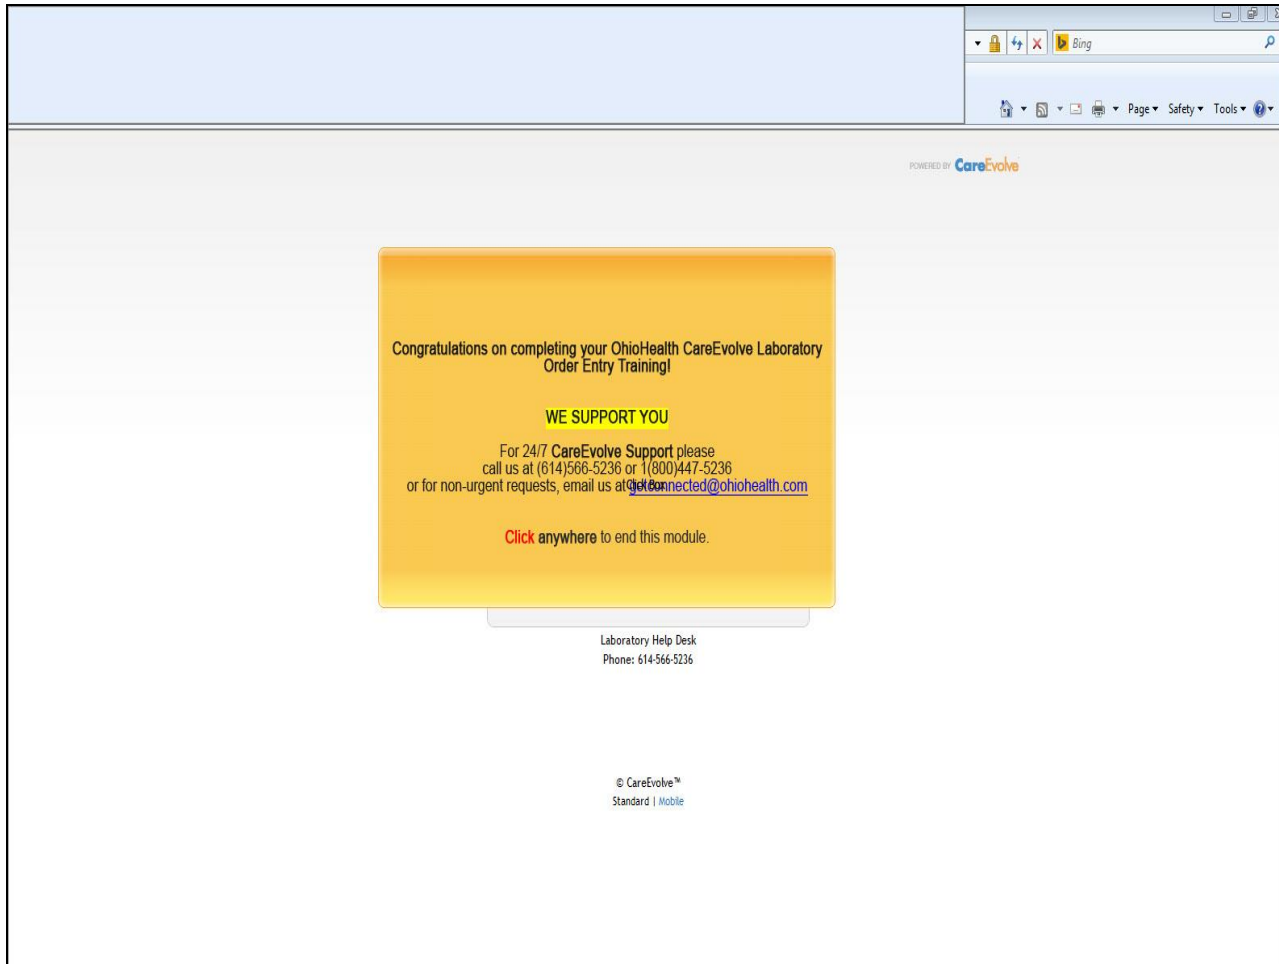 Bing
Page Safety Tools
POWERED BY CareEvolve
Congratulations on completing your OhioHealth CareEvolve Laboratory
Order Entry Training!
WE SUPPORT YOU
For 24/7 CareEvolve Support please
call us at (614)566-5236 or 1(800)447-5236
or for non-urgent requests, email us at getconnected@ohiohealth.com
Click Box
Click anywhere to end this module.
Laboratory Help Desk
Phone: 614-566-5236
© CareEvolve™
Standard | Mobile